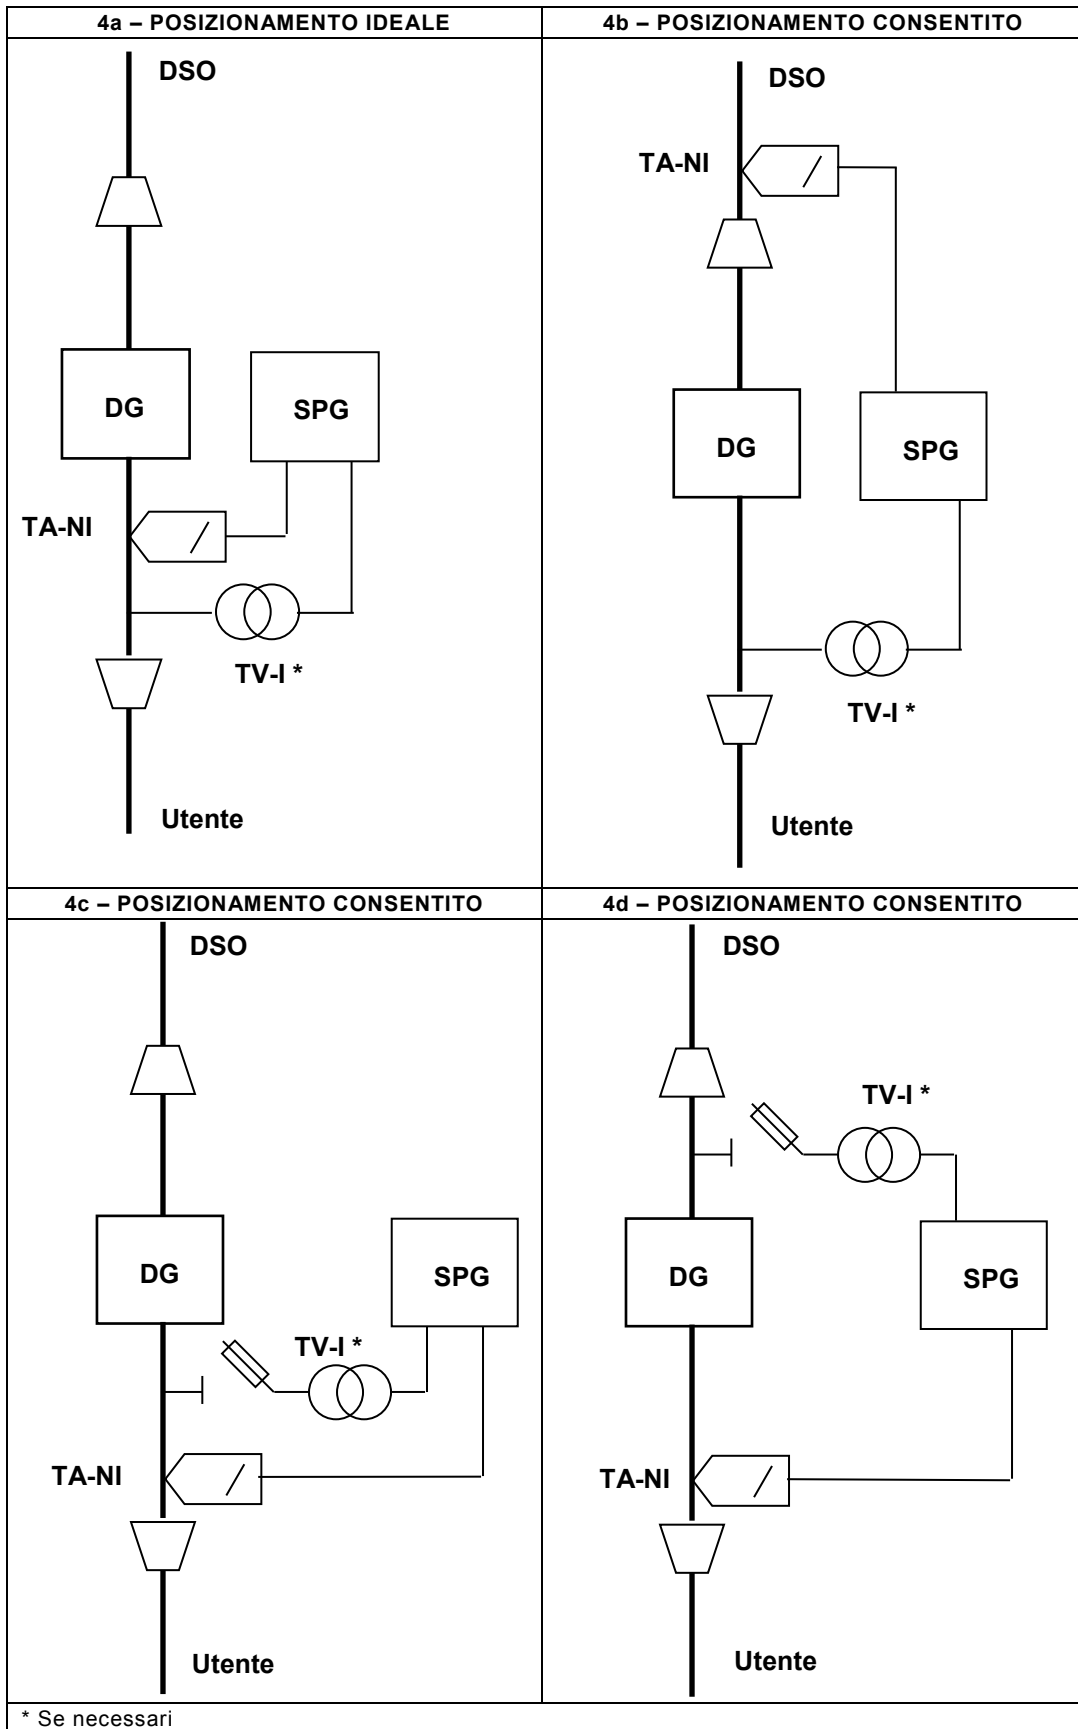 4a – POSIZIONAMENTO IDEALE
DSO
DG
SPG
TA-NI
TV-I *
Utente
4b – POSIZIONAMENTO CONSENTITO
DSO
TA-NI
DG
SPG
TV-I *
Utente
4c – POSIZIONAMENTO CONSENTITO
DSO
DG
SPG
TV-I *
TA-NI
Utente
4d – POSIZIONAMENTO CONSENTITO
DSO
TV-I *
DG
SPG
TA-NI
Utente
* Se necessari